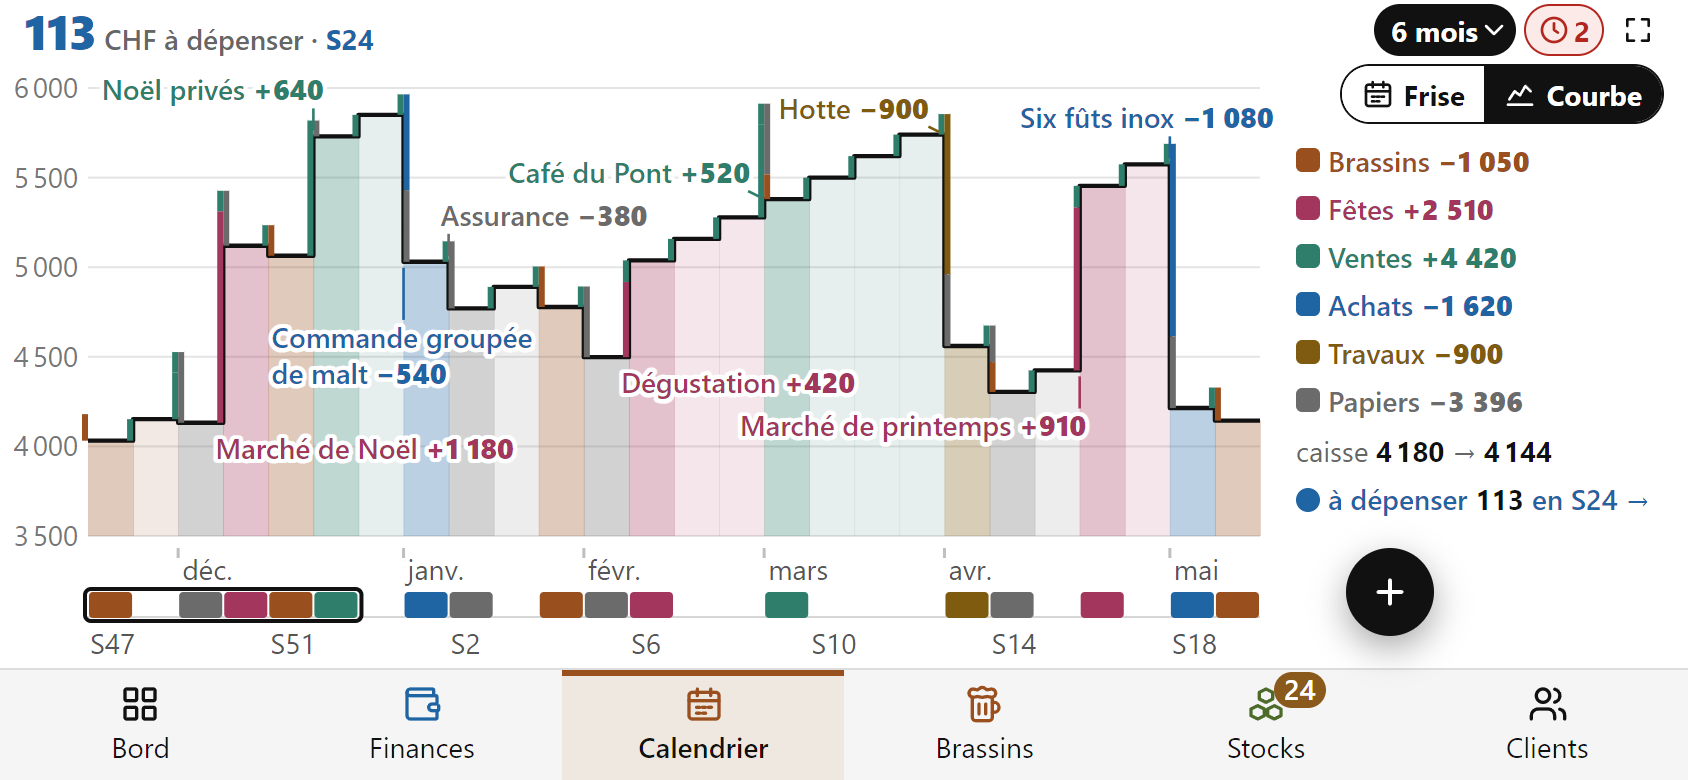 113 CHF à dépenser · S24
6 mois
2
Frise
Courbe
6 000
5 500
5 000
4 500
4 000
3 500
Noël privés +640
Hotte −900
Six fûts inox −1 080
Café du Pont +520
Assurance −380
Commande groupée
de malt −540
Dégustation +420
Marché de printemps +910
Marché de Noël +1 180
Brassins −1 050
Fêtes +2 510
Ventes +4 420
Achats −1 620
Travaux −900
Papiers −3 396
caisse 4 180 → 4 144
à dépenser 113 en S24 →
déc.
janv.
févr.
mars
avr.
mai
S47
S51
S2
S6
S10
S14
S18
+
Bord
Finances
Calendrier
Brassins
24
Stocks
Clients